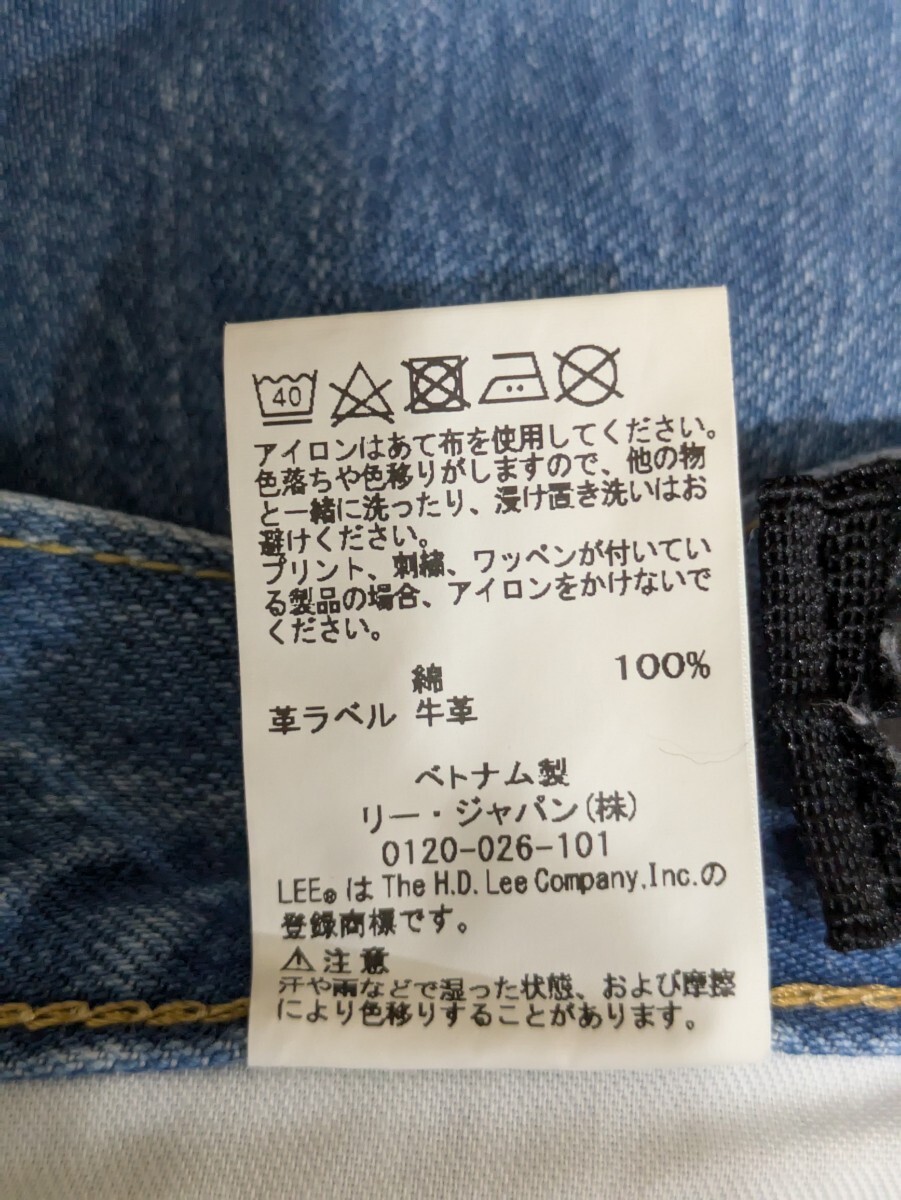 40
アイロンはあて布を使用してください。
色落ちや色移りがしますので、他の物
と一緒に洗ったり、浸け置き洗いはお
避けください。
プリント、刺繍、ワッペンが付いてい
る製品の場合、アイロンをかけないで
ください。
綿 100%
革ラベル 牛革
ベトナム製
リー・ジャパン(株)
0120-026-101
LEE®は The H.D. Lee Company, Inc.の
登録商標です。
⚠注意
汗や雨などで湿った状態、および摩擦
により色移りすることがあります。